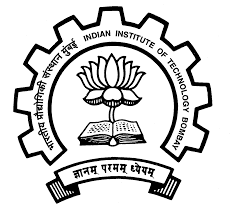 भारतीय प्रौद्योगिकी संस्थान मुंबई
INDIAN INSTITUTE OF TECHNOLOGY BOMBAY
ज्ञानम् परमम् ध्येयम्